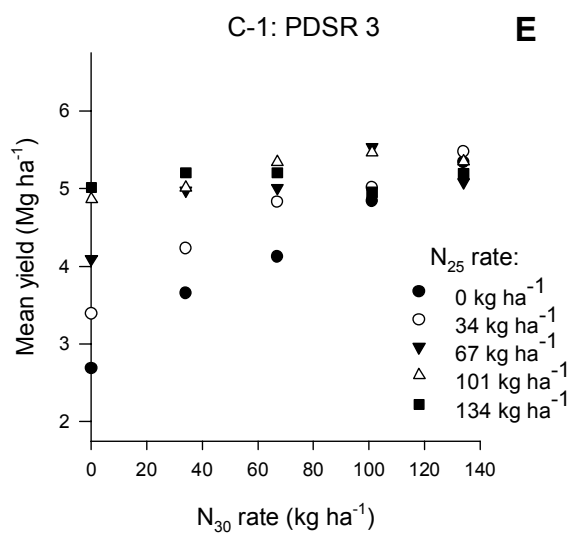 C-1: PDSR 3
E
Mean yield (Mg ha⁻¹)
6
5
4
3
2
0 20 40 60 80 100 120 140
N₃₀ rate (kg ha⁻¹)
N₂₅ rate:
0 kg ha⁻¹
34 kg ha⁻¹
67 kg ha⁻¹
101 kg ha⁻¹
134 kg ha⁻¹